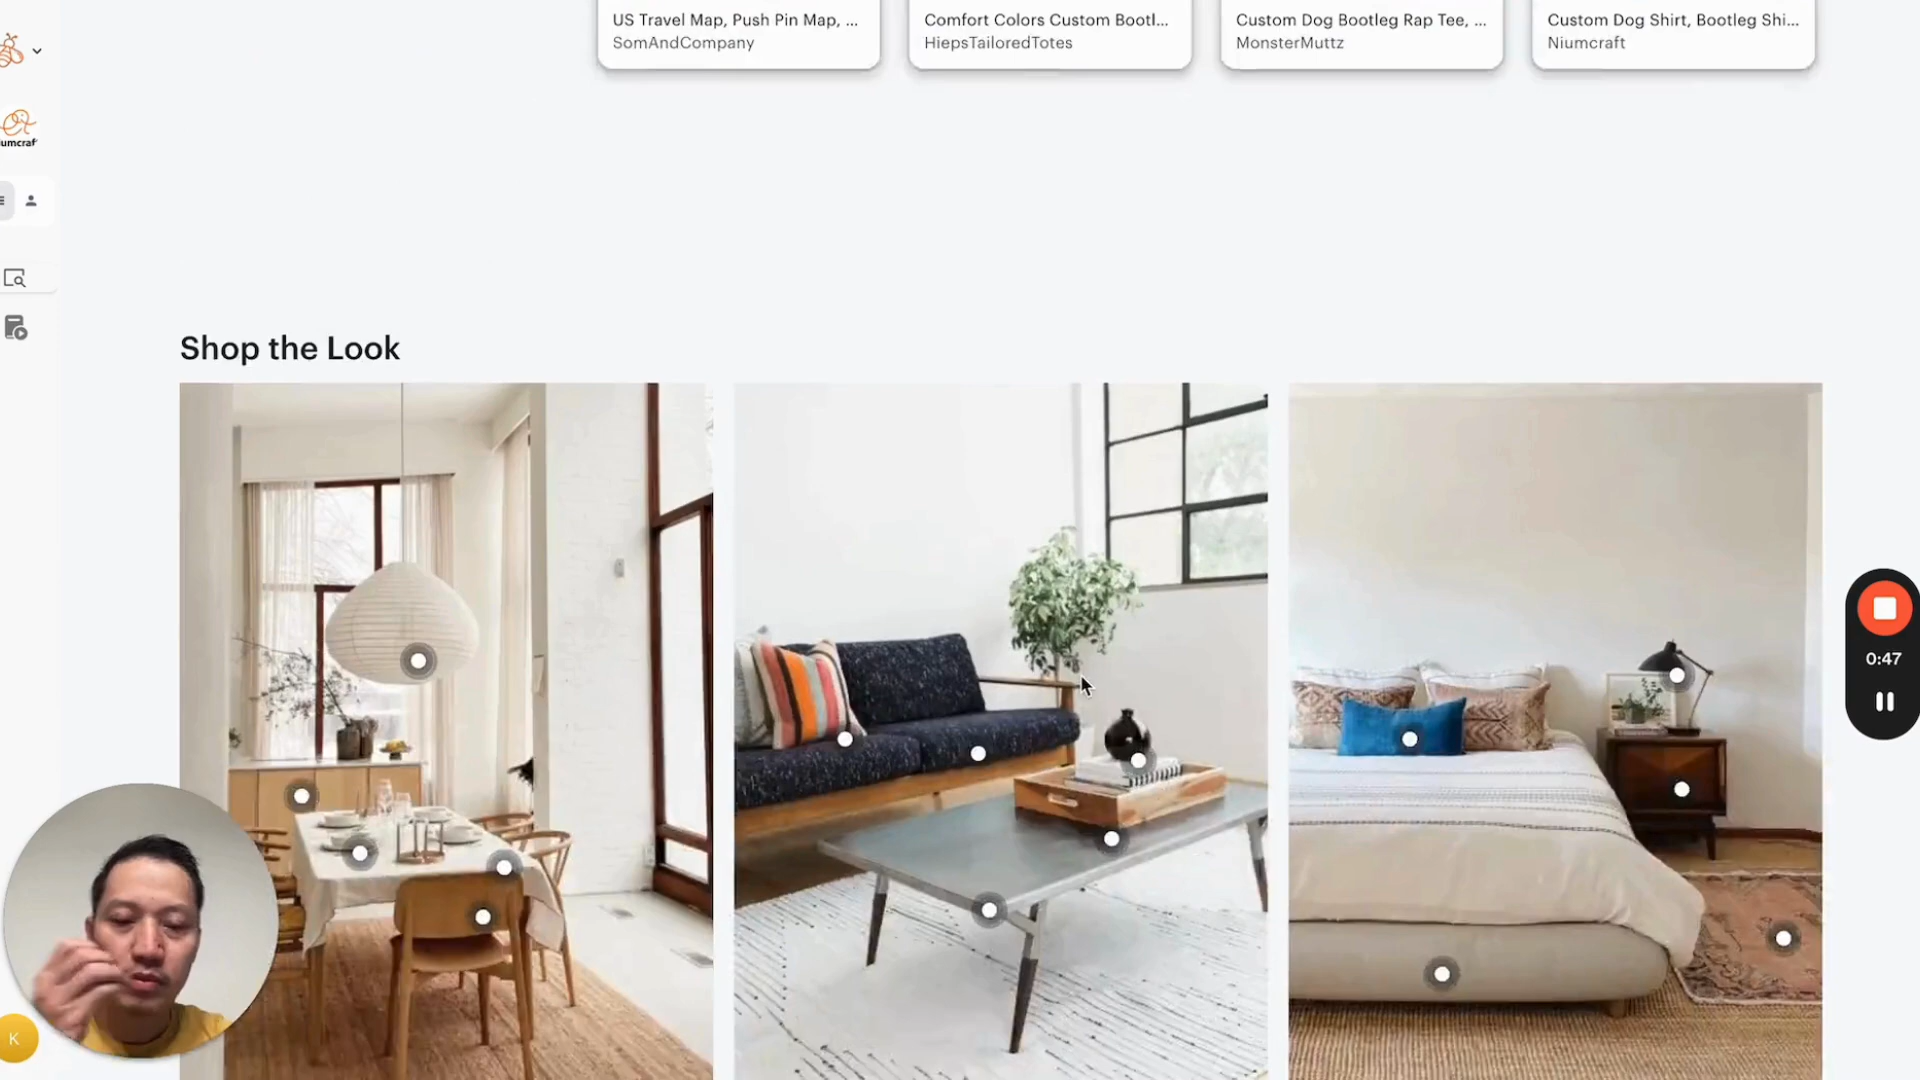 US Travel Map, Push Pin Map, ...
SomAndCompany
Comfort Colors Custom Bootl...
HiepsTailoredTotes
Custom Dog Bootleg Rap Tee, ...
MonsterMuttz
Custom Dog Shirt, Bootleg Shi...
Niumcraft
iumcraf
Shop the Look
0:47
K